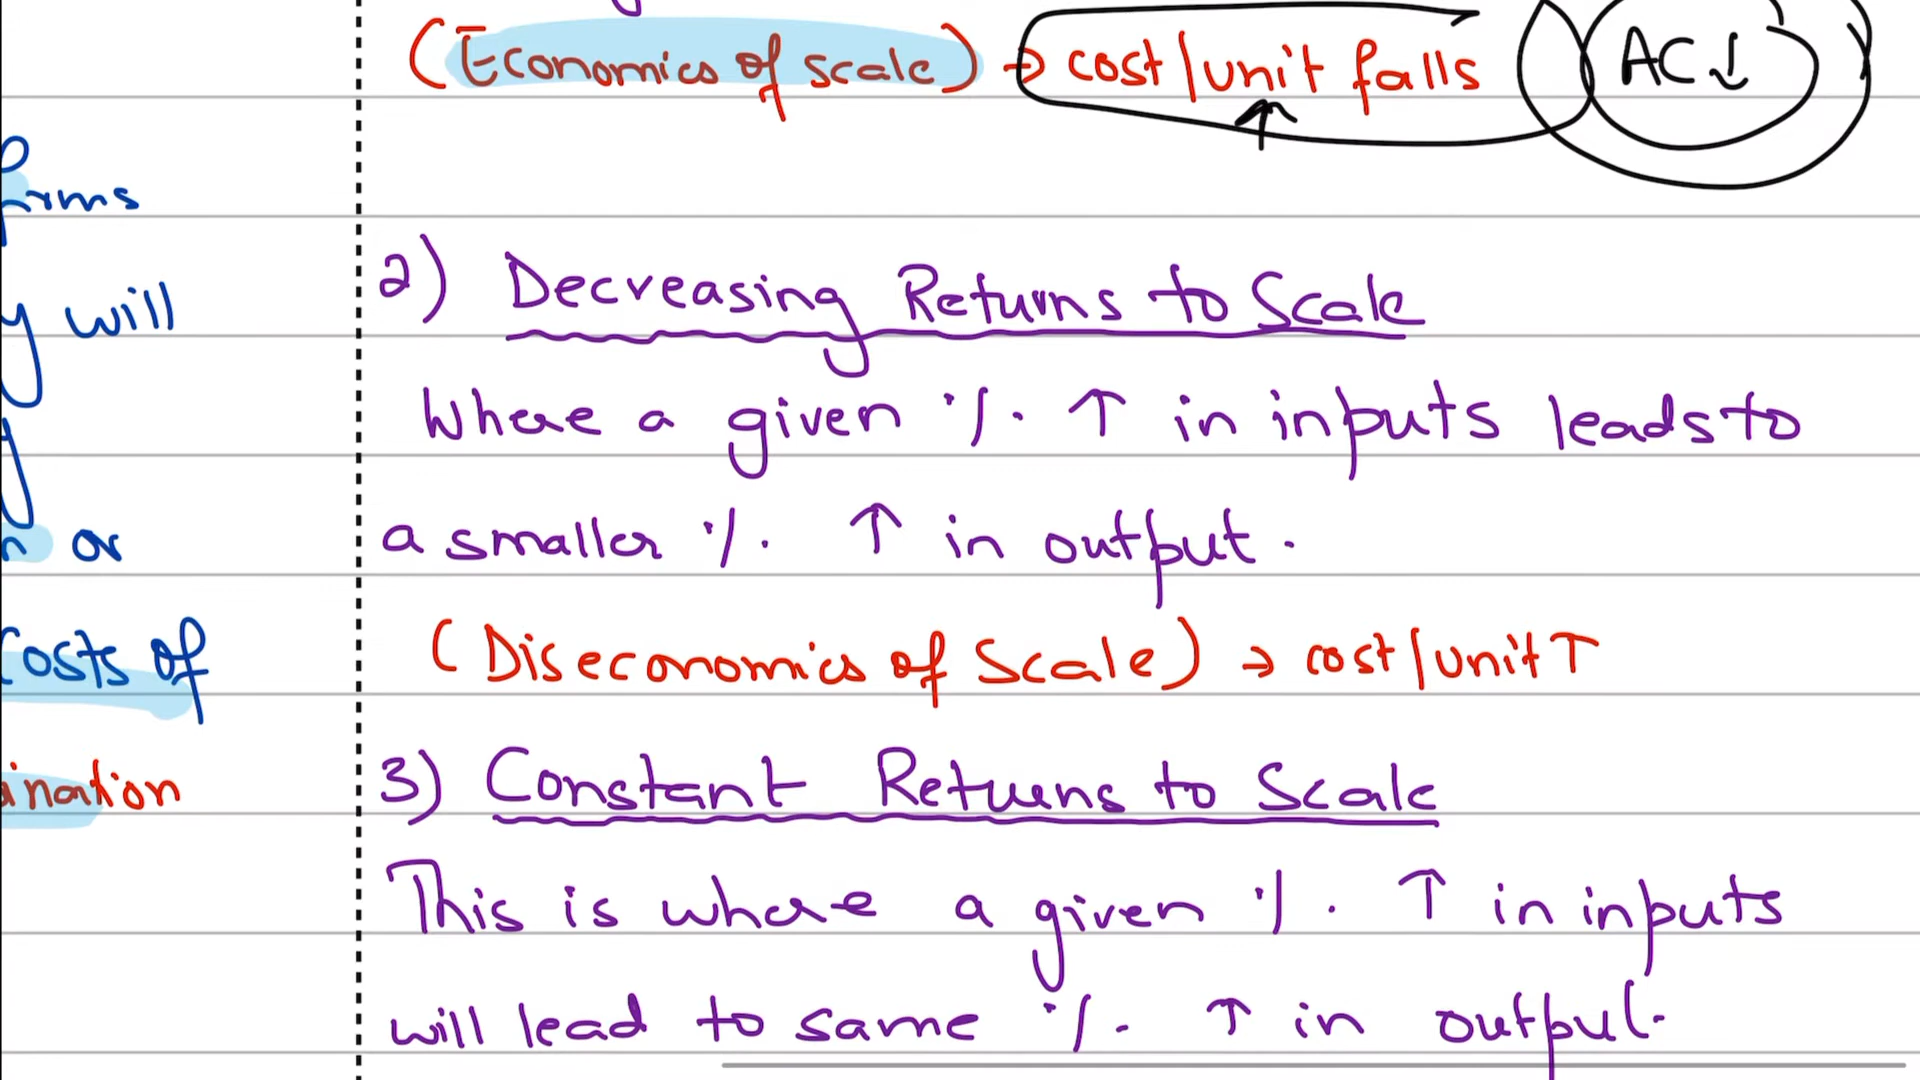 (Economics of scale) → cost/unit falls AC↓
rms
y will
or
Costs of
ination
2) Decreasing Returns to Scale
Where a given % ↑ in inputs leads to
a smaller % ↑ in output.
(Diseconomics of Scale) → cost/unit ↑
3) Constant Returns to Scale
This is where a given % ↑ in inputs
will lead to same % ↑ in output.